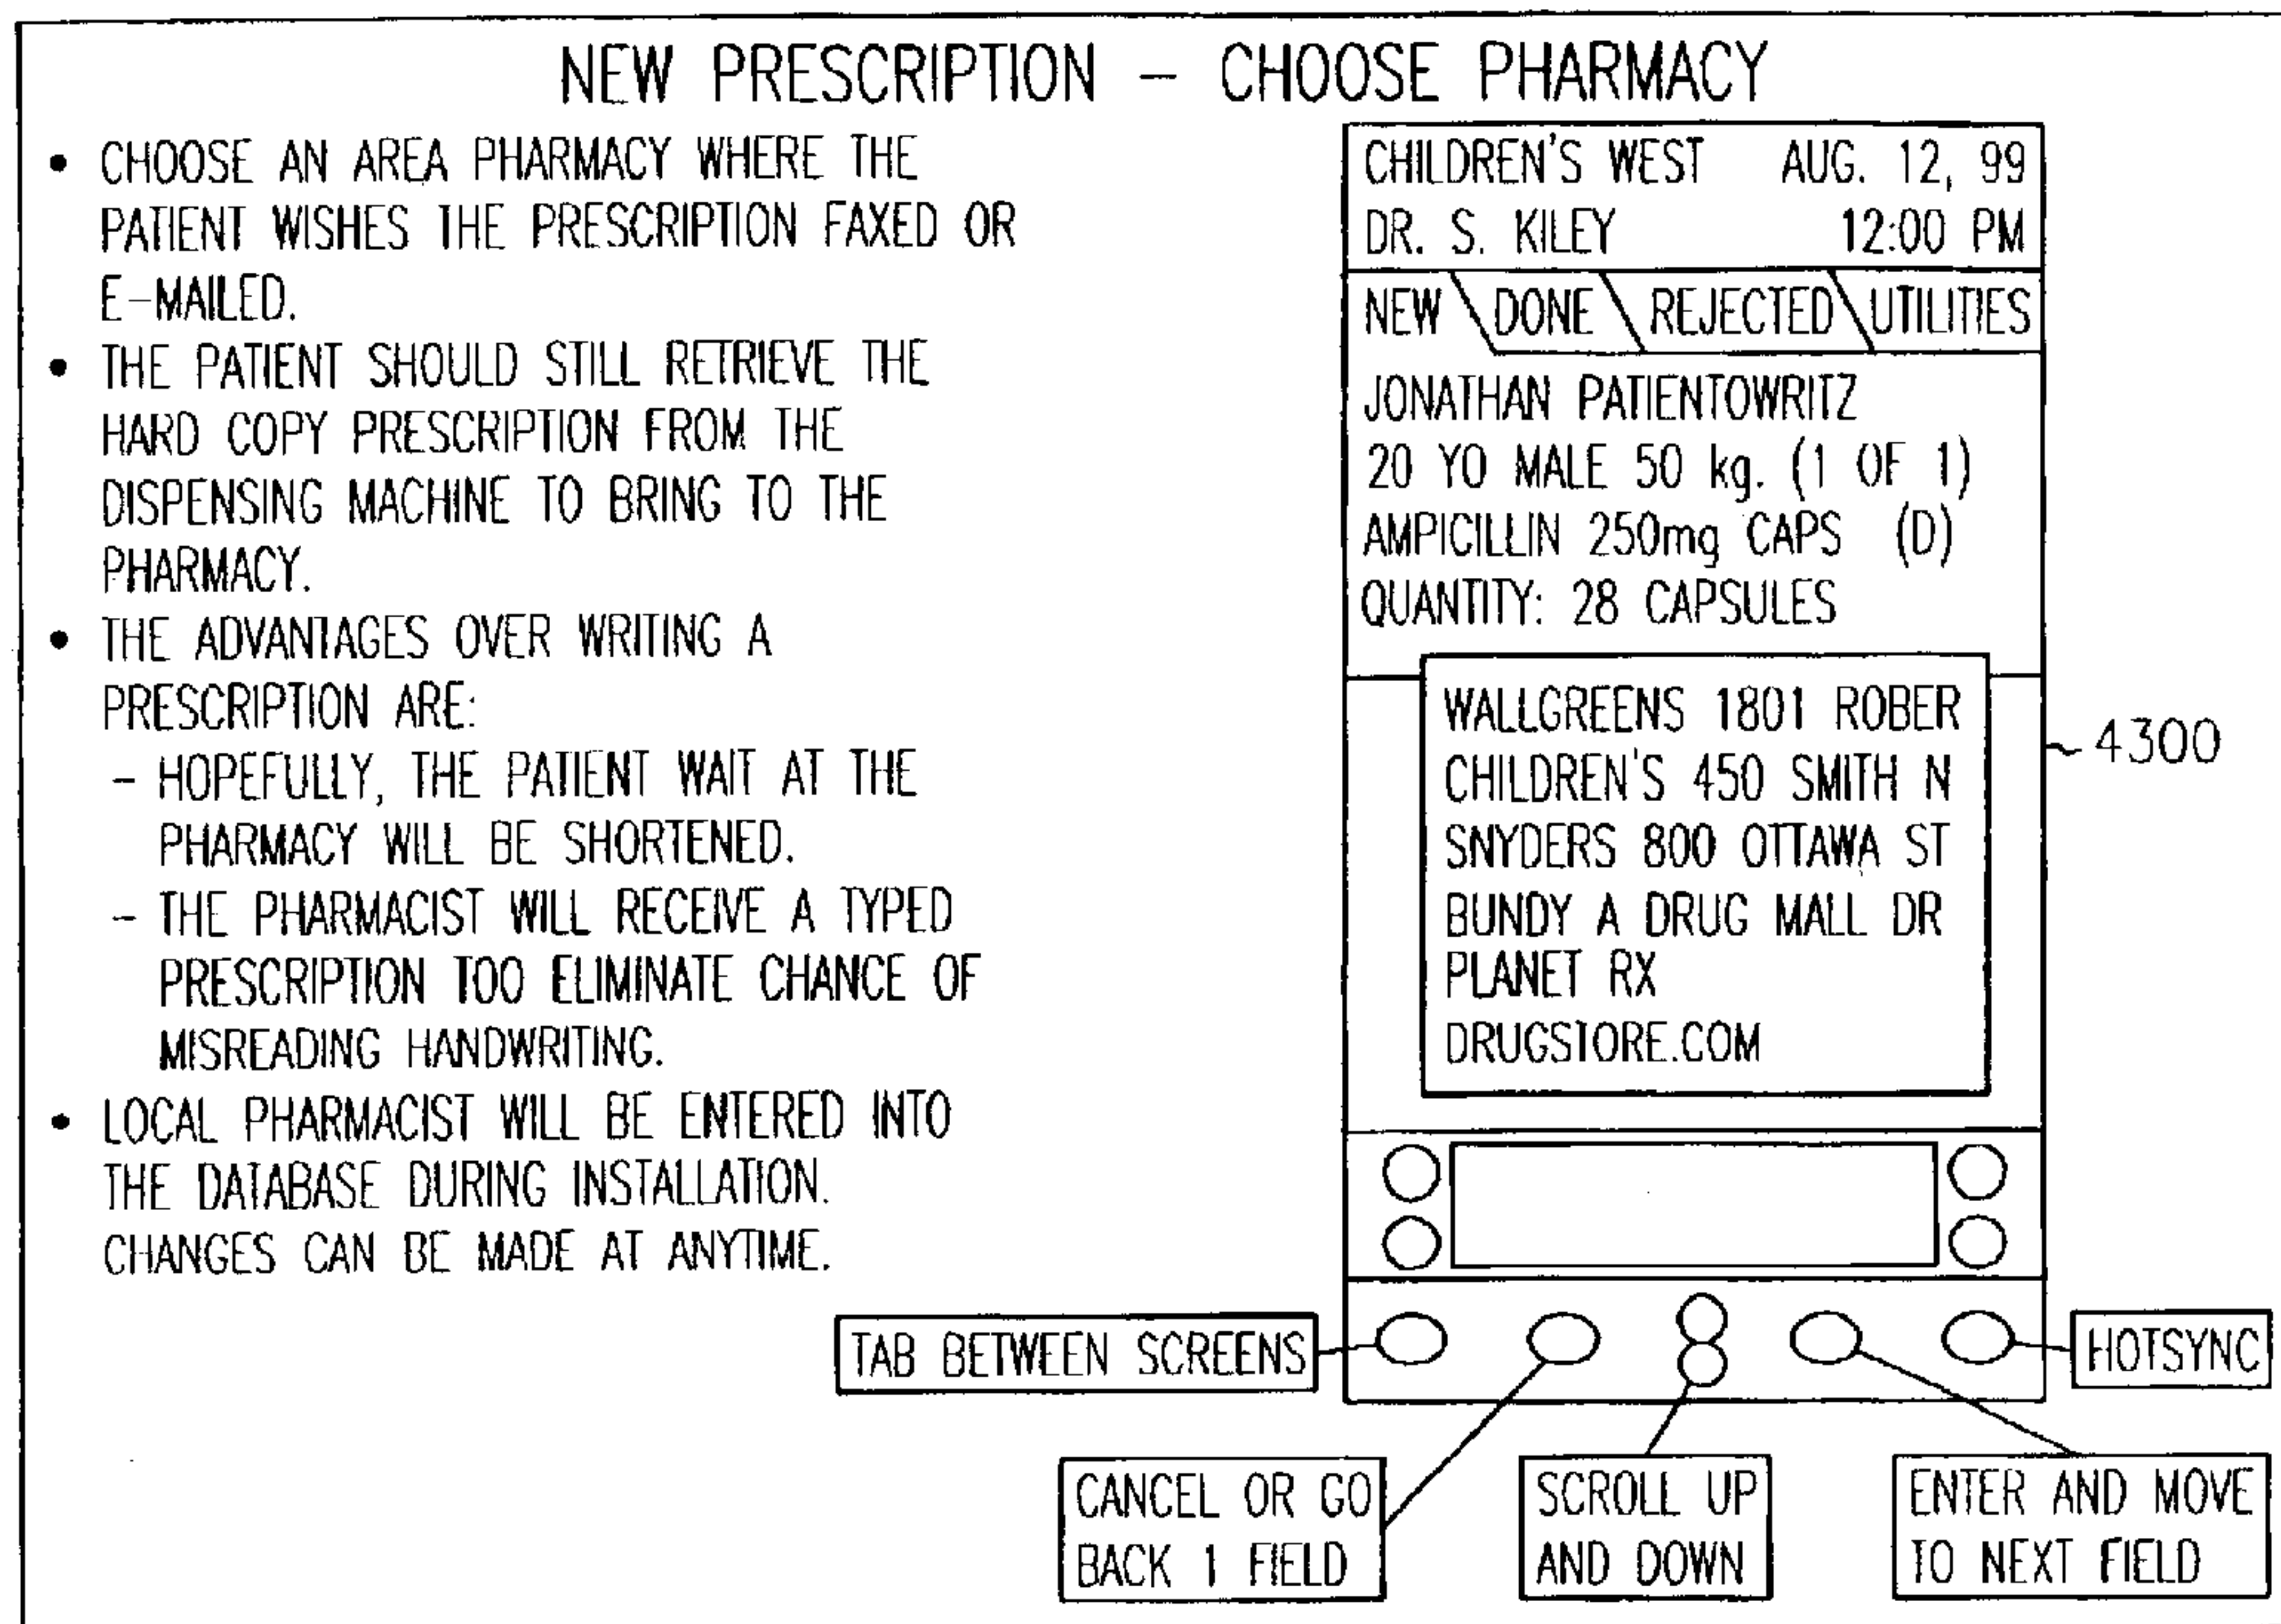 NEW PRESCRIPTION – CHOOSE PHARMACY
• CHOOSE AN AREA PHARMACY WHERE THE
PATIENT WISHES THE PRESCRIPTION FAXED OR
E-MAILED.
• THE PATIENT SHOULD STILL RETRIEVE THE
HARD COPY PRESCRIPTION FROM THE
DISPENSING MACHINE TO BRING TO THE
PHARMACY.
• THE ADVANTAGES OVER WRITING A
PRESCRIPTION ARE:
– HOPEFULLY, THE PATIENT WAIT AT THE
PHARMACY WILL BE SHORTENED.
– THE PHARMACIST WILL RECEIVE A TYPED
PRESCRIPTION TOO ELIMINATE CHANCE OF
MISREADING HANDWRITING.
• LOCAL PHARMACIST WILL BE ENTERED INTO
THE DATABASE DURING INSTALLATION.
CHANGES CAN BE MADE AT ANYTIME.
CHILDREN'S WEST AUG. 12, 99
DR. S. KILEY 12:00 PM
NEW DONE REJECTED UTILITIES
JONATHAN PATIENTOWRITZ
20 YO MALE 50 kg. (1 OF 1)
AMPICILLIN 250mg CAPS (D)
QUANTITY: 28 CAPSULES
WALLGREENS 1801 ROBER
CHILDREN'S 450 SMITH N
SNYDERS 800 OTTAWA ST
BUNDY A DRUG MALL DR
PLANET RX
DRUGSTORE.COM
4300
TAB BETWEEN SCREENS
HOTSYNC
CANCEL OR GO
BACK 1 FIELD
SCROLL UP
AND DOWN
ENTER AND MOVE
TO NEXT FIELD